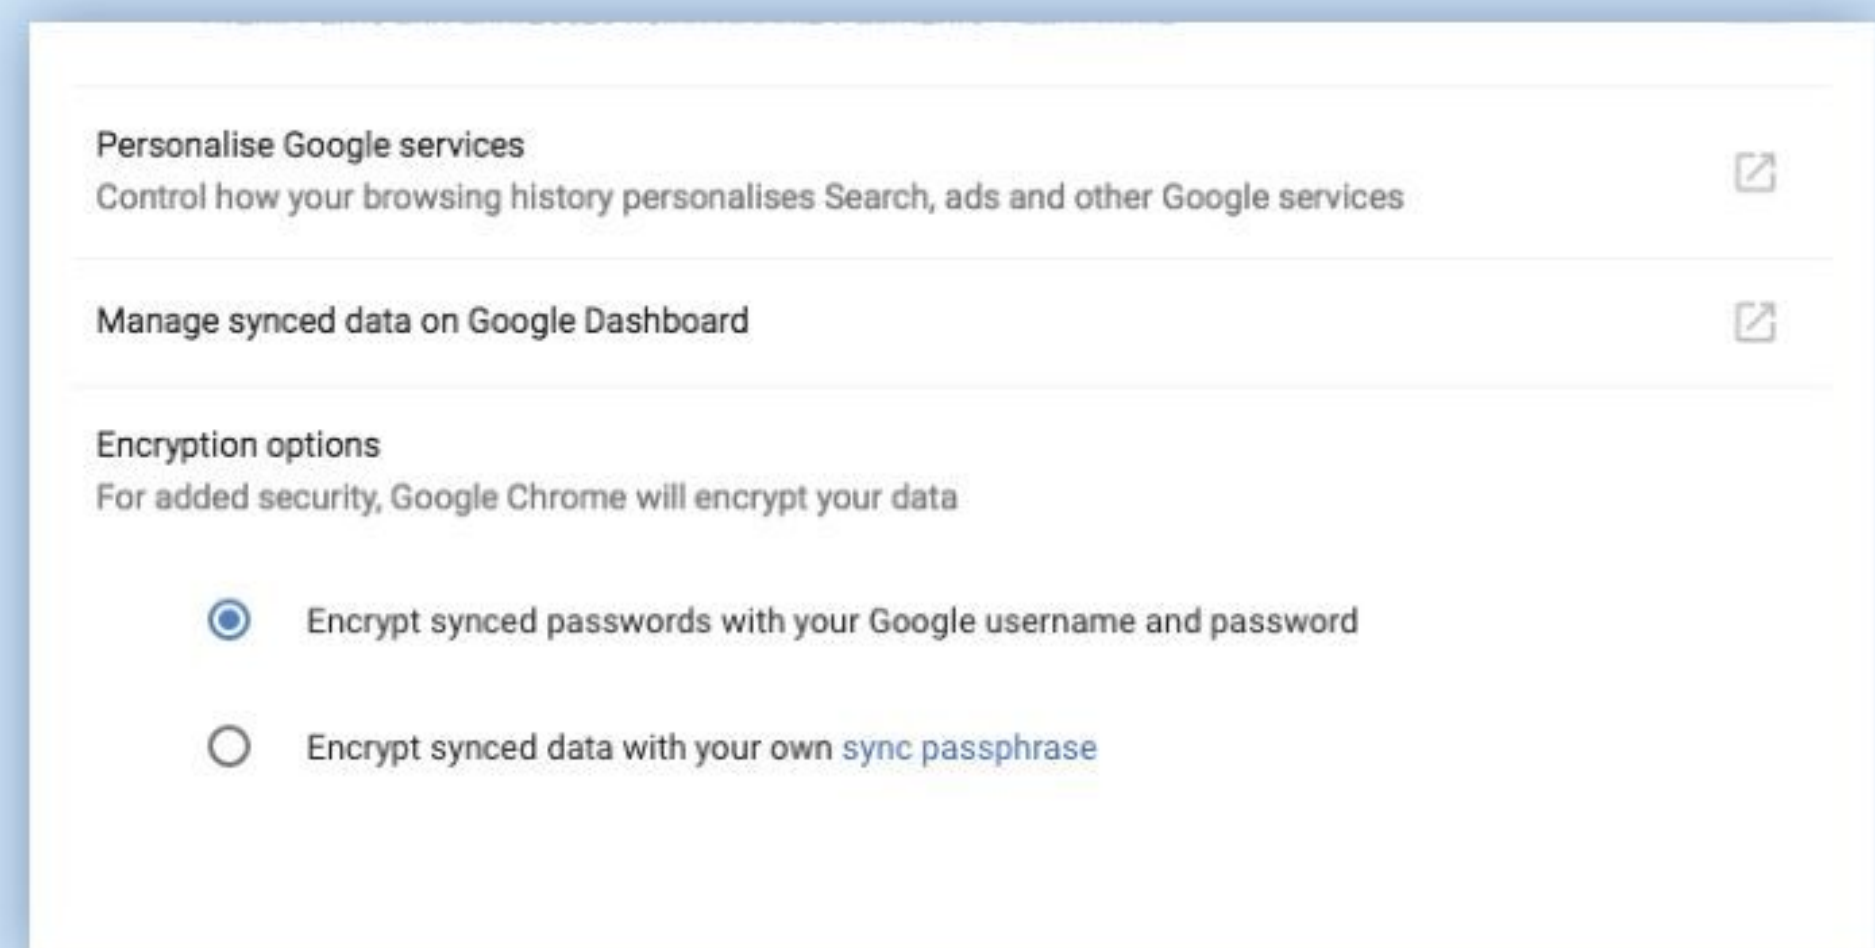 Personalise Google services
Control how your browsing history personalises Search, ads and other Google services
Manage synced data on Google Dashboard
Encryption options
For added security, Google Chrome will encrypt your data
Encrypt synced passwords with your Google username and password
Encrypt synced data with your own sync passphrase